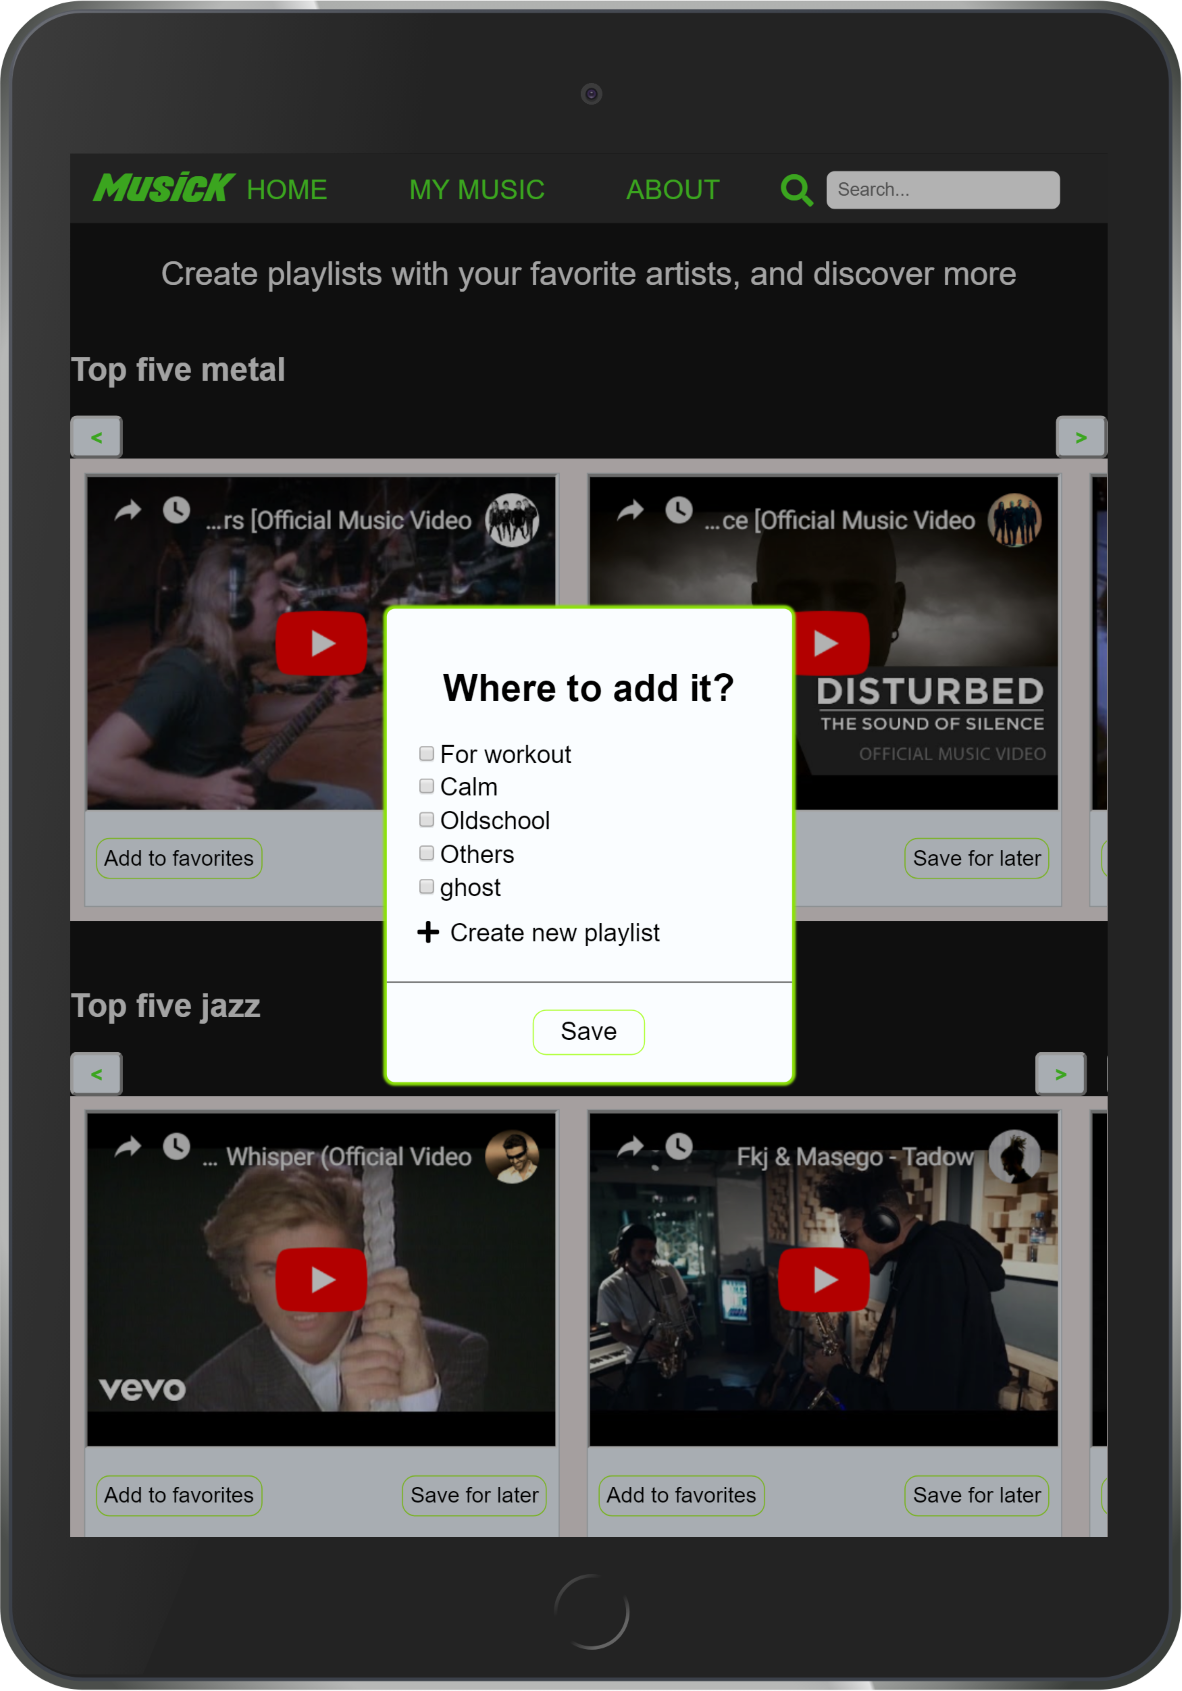 MusicK HOME MY MUSIC ABOUT Search...
Create playlists with your favorite artists, and discover more
Top five metal
< >
...rs [Official Music Video
...ce [Official Music Video
DISTURBED
THE SOUND OF SILENCE
OFFICIAL MUSIC VIDEO
Add to favorites
Save for later
Where to add it?
For workout
Calm
Oldschool
Others
ghost
+ Create new playlist
Save
Top five jazz
< >
... Whisper (Official Video
vevo
Fkj & Masego - Tadow
Add to favorites Save for later
Add to favorites Save for later